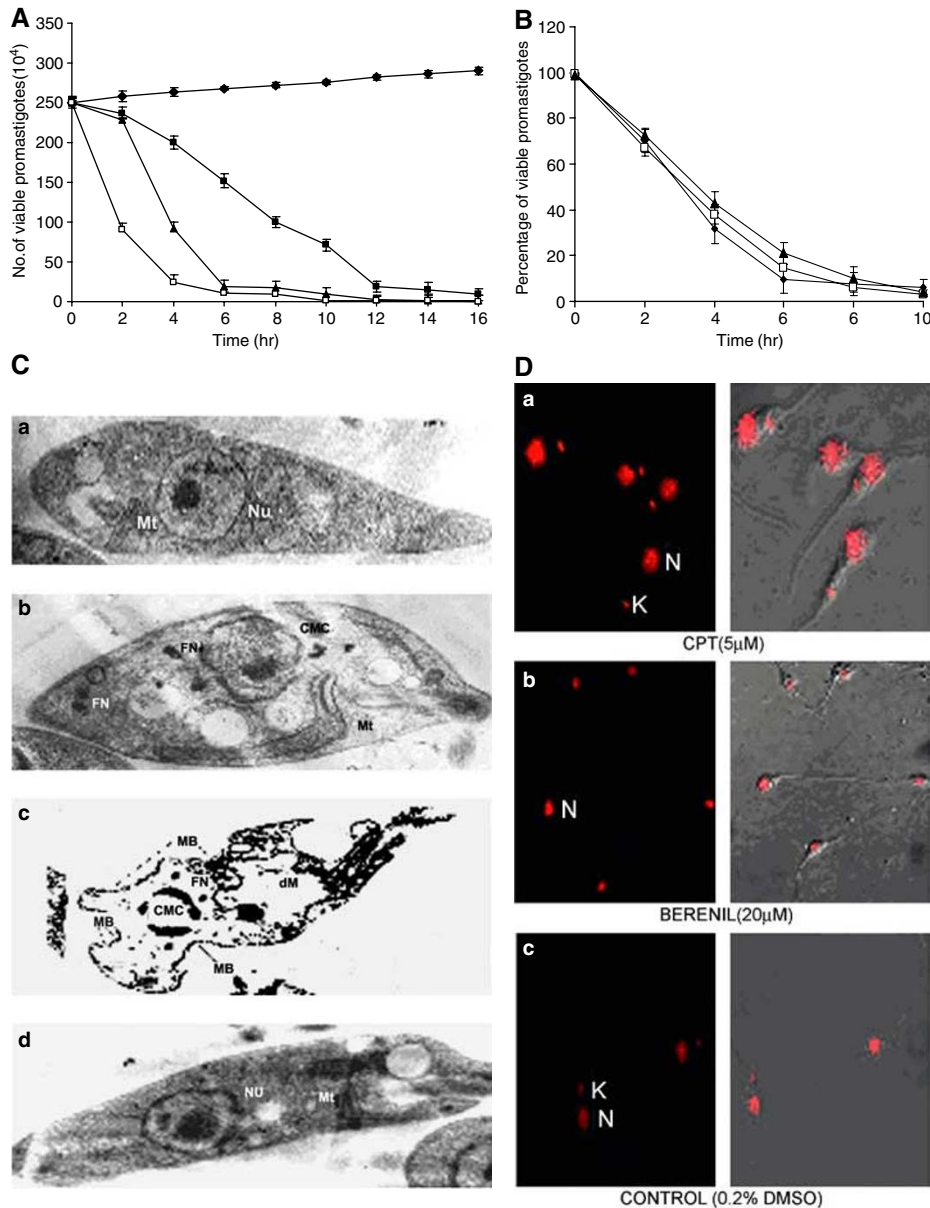 A
No.of viable promastigotes(10⁴)
350
300
250
200
150
100
50
0
0 2 4 6 8 10 12 14 16
Time (hr)
B
Percentage of viable promastigotes
120
100
80
60
40
20
0
0 2 4 6 6 10
Time (hr)
C
a
Mt
Nu
b
FN
CMC
FN
Mt
c
MB
FN
dM
CMC
MB
MB
d
NU
Mt
D
a
N
K
CPT(5μM)
b
N
BERENIL(20μM)
c
K
N
CONTROL (0.2% DMSO)